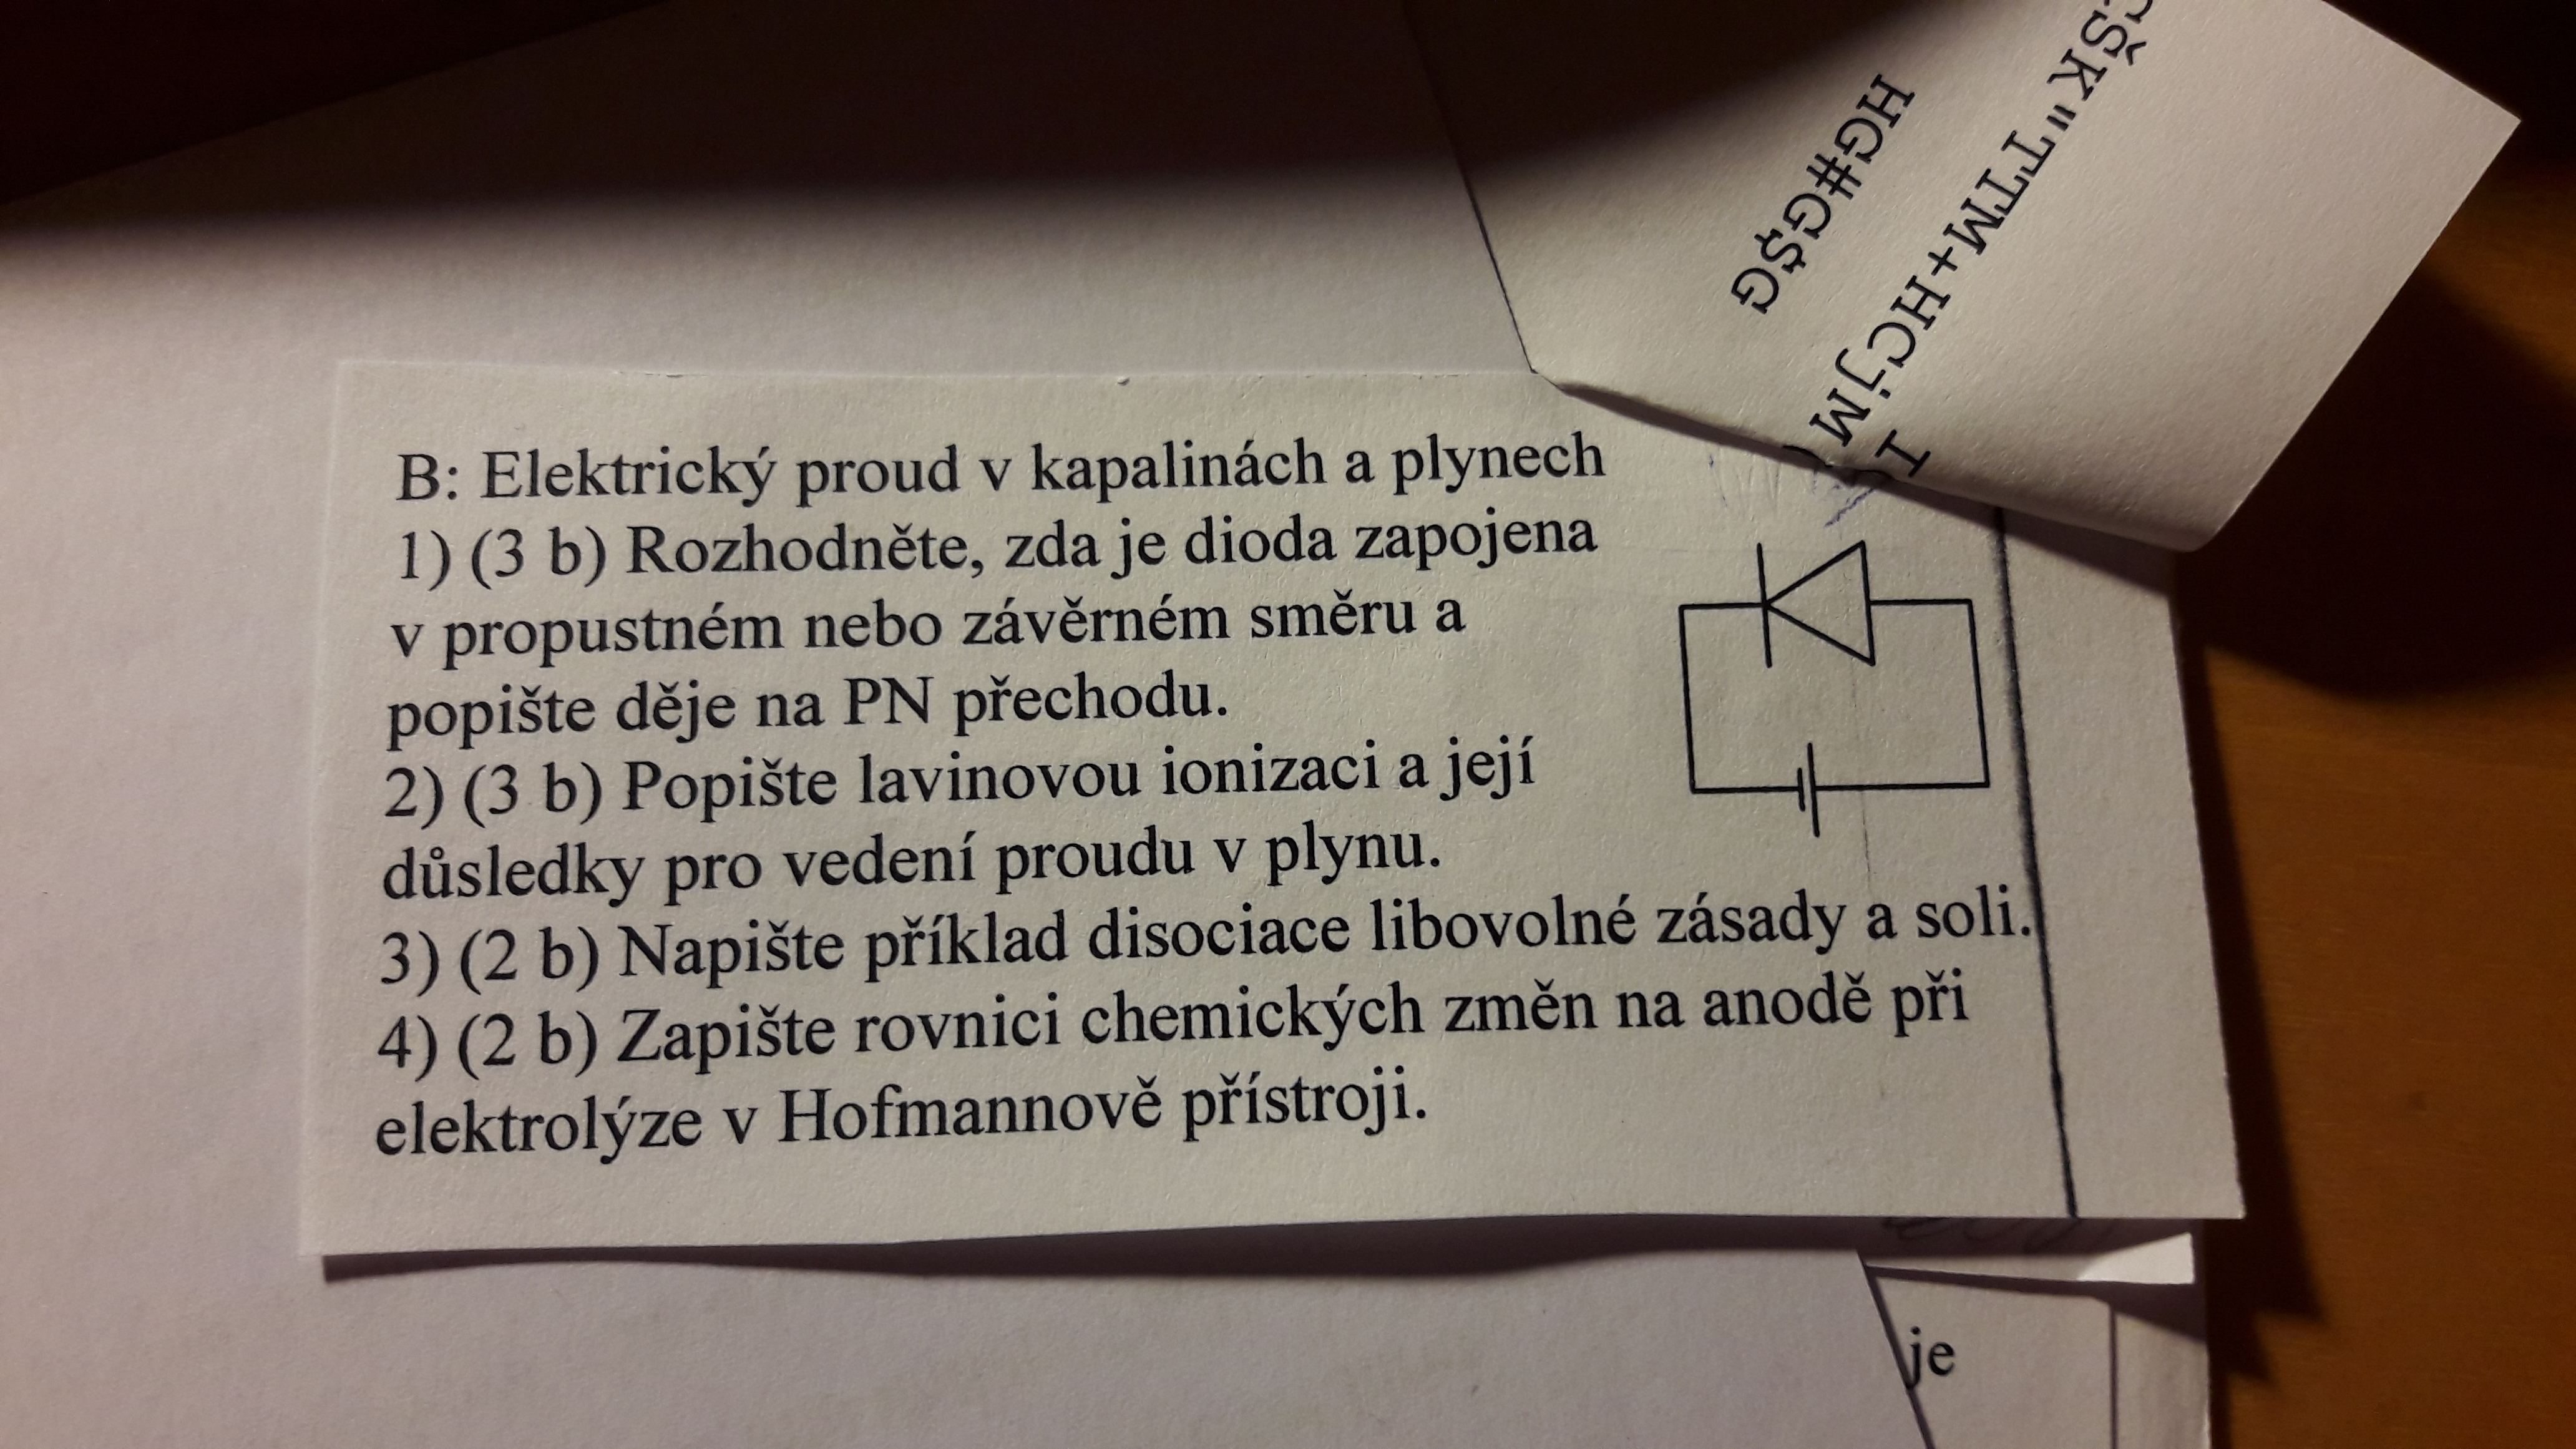 HG#G$G
ŠK"TTM+HCjM
I
B: Elektrický proud v kapalinách a plynech
1) (3 b) Rozhodněte, zda je dioda zapojena
v propustném nebo závěrném směru a
popište děje na PN přechodu.
2) (3 b) Popište lavinovou ionizaci a její
důsledky pro vedení proudu v plynu.
3) (2 b) Napište příklad disociace libovolné zásady a soli.
4) (2 b) Zapište rovnici chemických změn na anodě při
elektrolýze v Hofmannově přístroji.
je